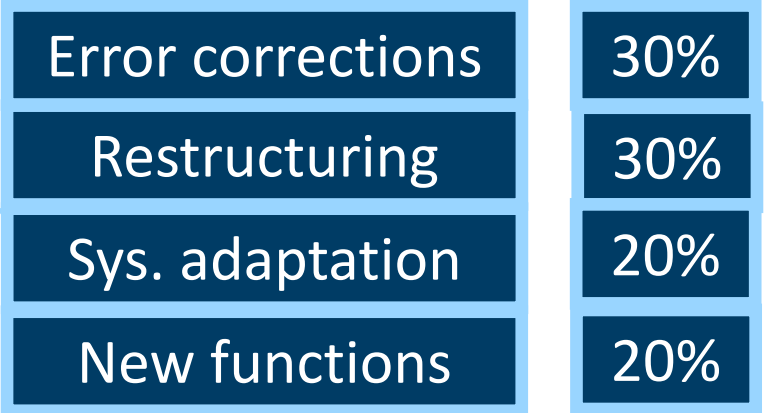 Error corrections 30%
Restructuring 30%
Sys. adaptation 20%
New functions 20%